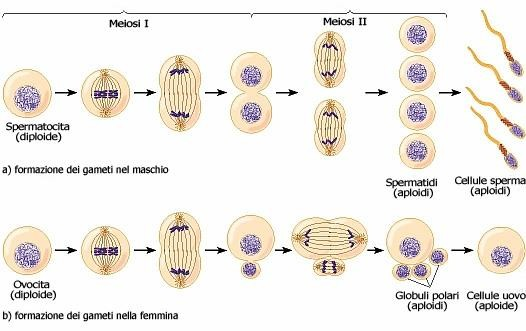 Meiosi I
Meiosi II
Spermatocita
(diploide)
a) formazione dei gameti nel maschio
Spermatidi
(aploidi)
Cellule sperma
(aploidi)
Ovocita
(diploide)
b) formazione dei gameti nella femmina
Globuli polari
(aploidi)
Cellule uovo
(aploide)